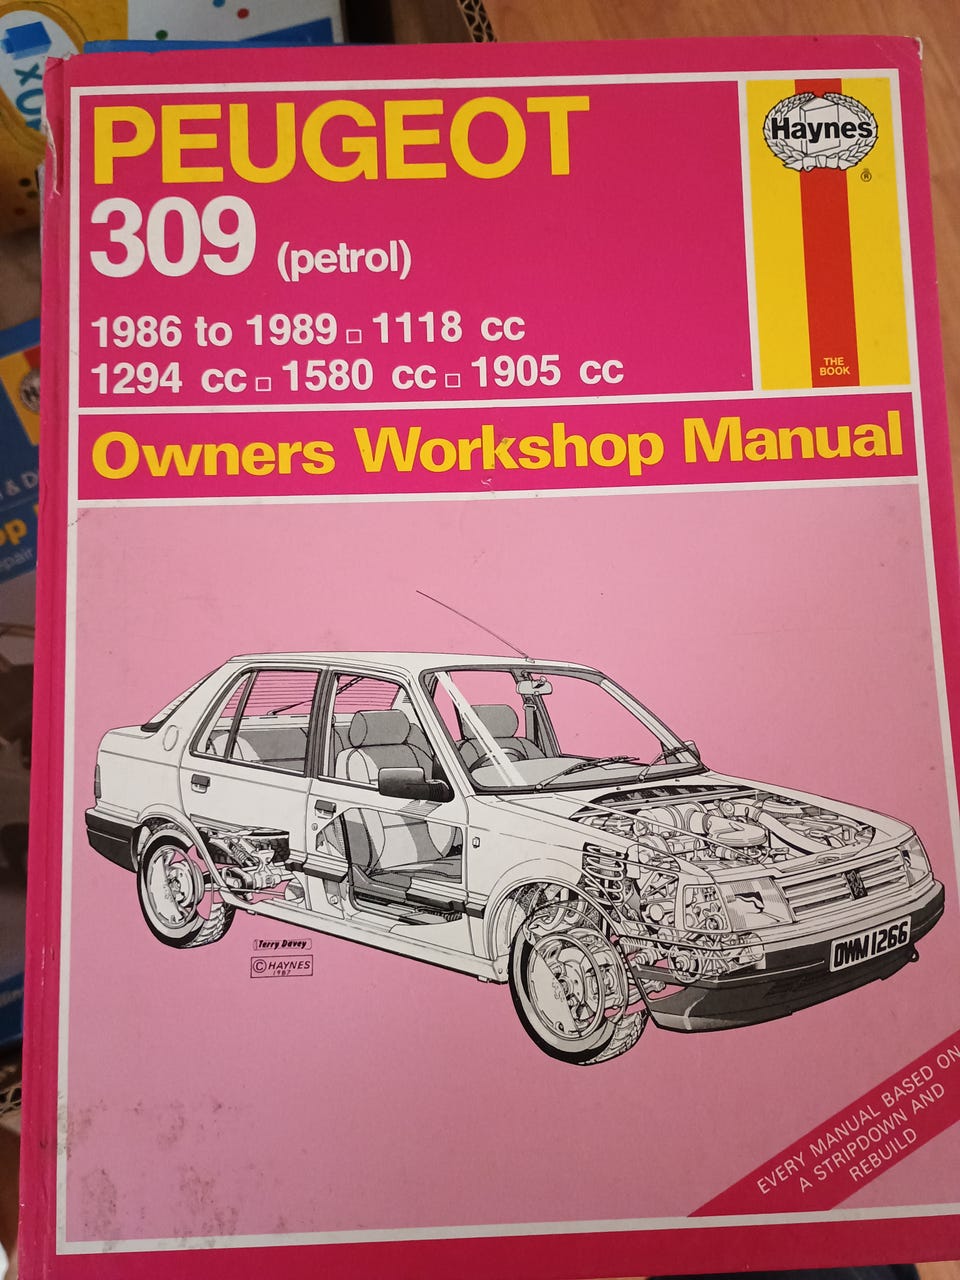 PEUGEOT
309 (petrol)
1986 to 1989 □ 1118 cc
1294 cc □ 1580 cc □ 1905 cc
Haynes
®
THE
BOOK
Owners Workshop Manual
Terry Davey
© HAYNES
1987
OWM 1266
EVERY MANUAL BASED ON
A STRIPDOWN AND
REBUILD